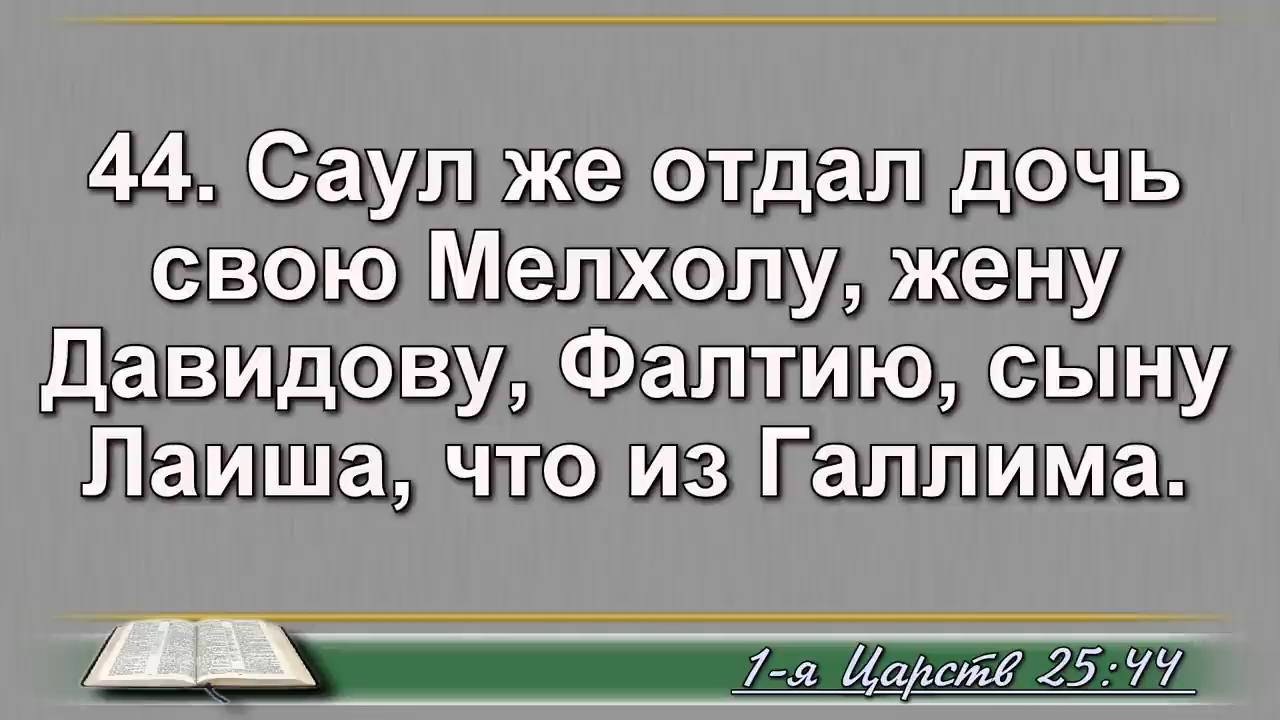 44. Саул же отдал дочь
свою Мелхолу, жену
Давидову, Фалтию, сыну
Лаиша, что из Галлима.
1-я Царств 25:44